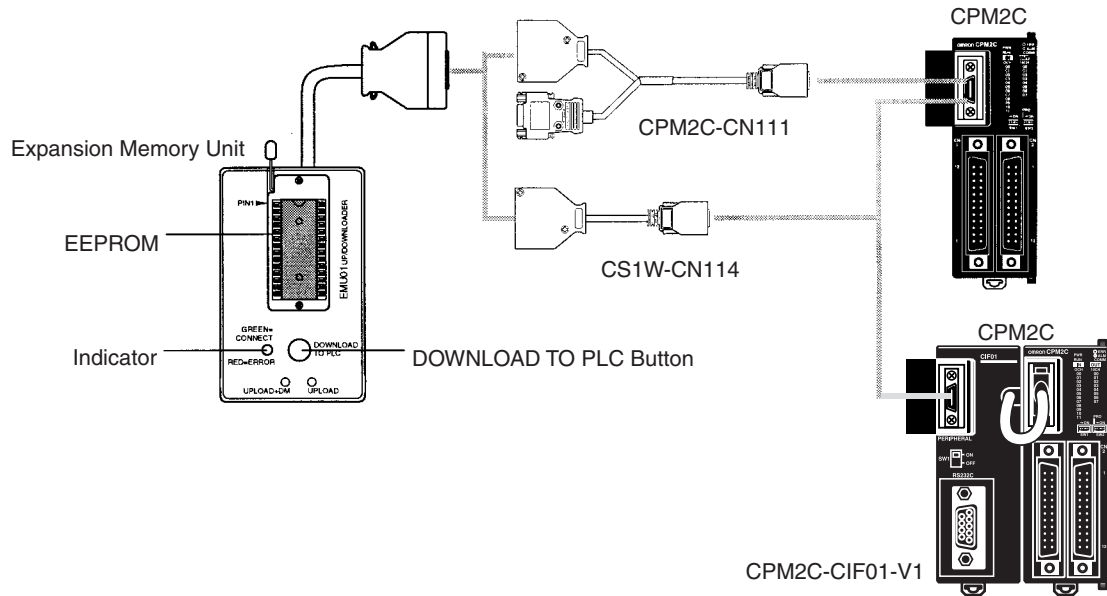 CPM2C
omron CPM2C
CPM2C-CN111
Expansion Memory Unit
PIN1
EEPROM
EMU01 UP/DOWNLOADER
CS1W-CN114
GREEN=
CONNECT
Indicator
RED=ERROR
DOWNLOAD
TO PLC
DOWNLOAD TO PLC Button
UPLOAD+DM
UPLOAD
CPM2C
CIF01
omron CPM2C
PERIPHERAL
SW1
ON
OFF
RS232C
CPM2C-CIF01-V1